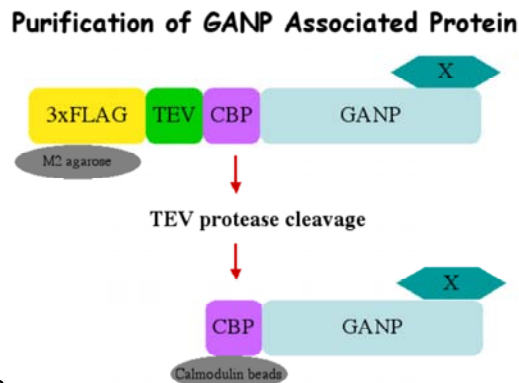 Purification of GANP Associated Protein
X
3xFLAG TEV CBP GANP
M2 agarose
TEV protease cleavage
X
CBP GANP
Calmodulin beads